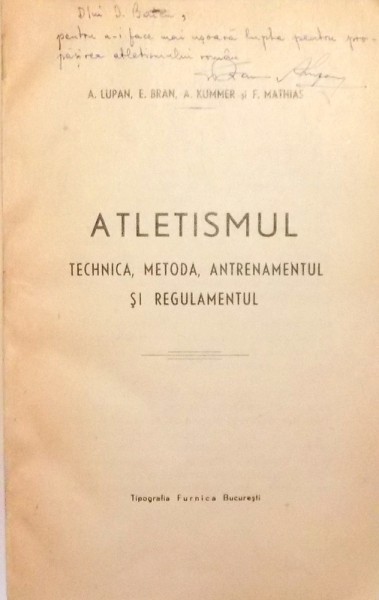 Dlui I.
pentru a-i face mai ușoară lupta pentru pro-
pășirea atletismului român
A. LUPAN, E. BRAN, A. KUMMER și F. MATHIAS
ATLETISMUL
TECHNICA, METODA, ANTRENAMENTUL
ȘI REGULAMENTUL
Tipografia Furnica București